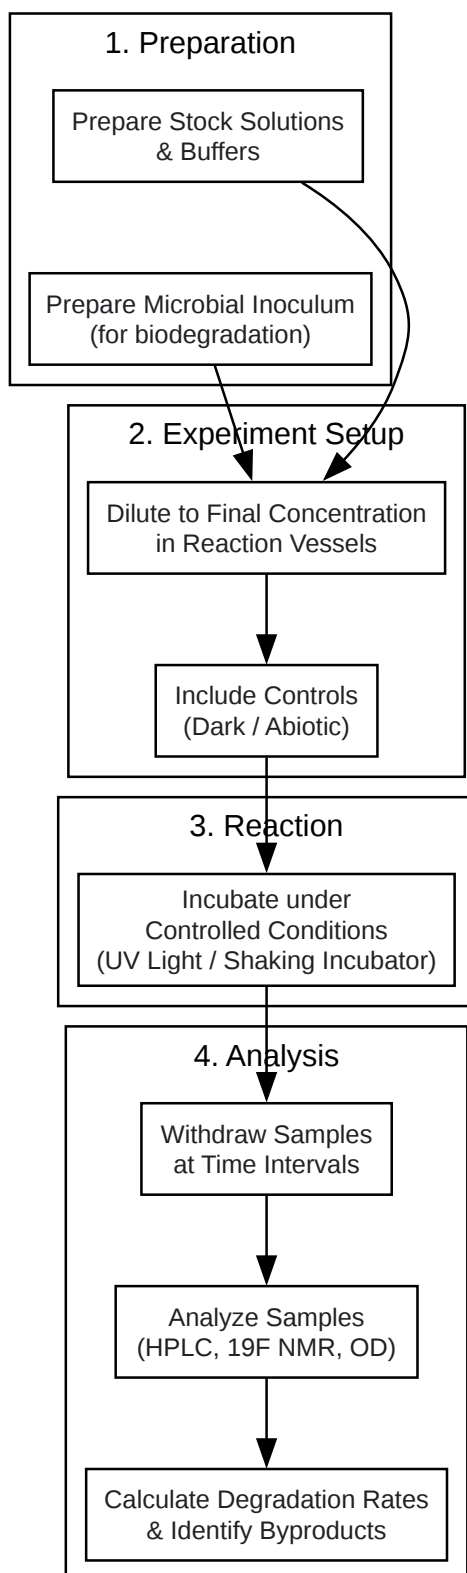 1. Preparation
Prepare Stock Solutions
& Buffers
Prepare Microbial Inoculum
(for biodegradation)
2. Experiment Setup
Dilute to Final Concentration
in Reaction Vessels
Include Controls
(Dark / Abiotic)
3. Reaction
Incubate under
Controlled Conditions
(UV Light / Shaking Incubator)
4. Analysis
Withdraw Samples
at Time Intervals
Analyze Samples
(HPLC, 19F NMR, OD)
Calculate Degradation Rates
& Identify Byproducts